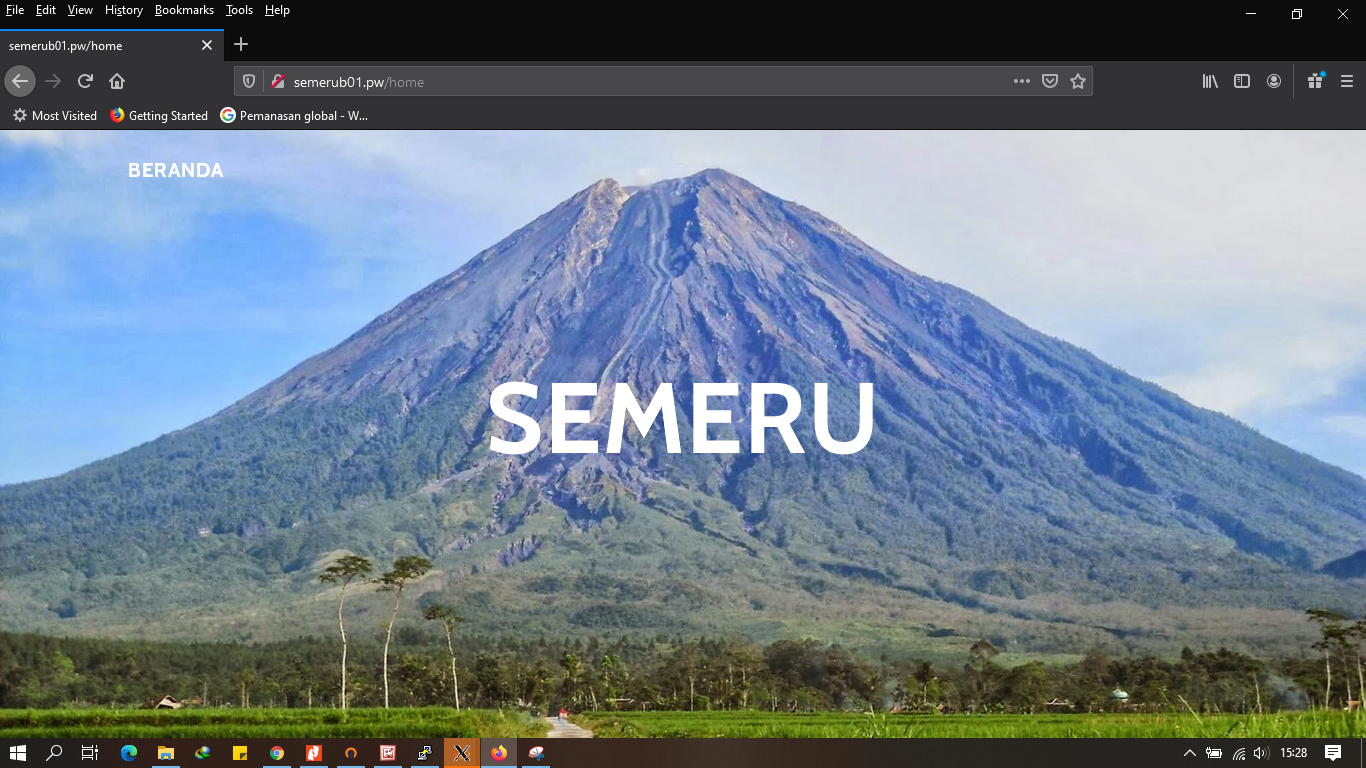 File Edit View History Bookmarks Tools Help
semerub01.pw/home
semerub01.pw/home
Most Visited Getting Started Pemanasan global - W...
BERANDA
SEMERU
15:28